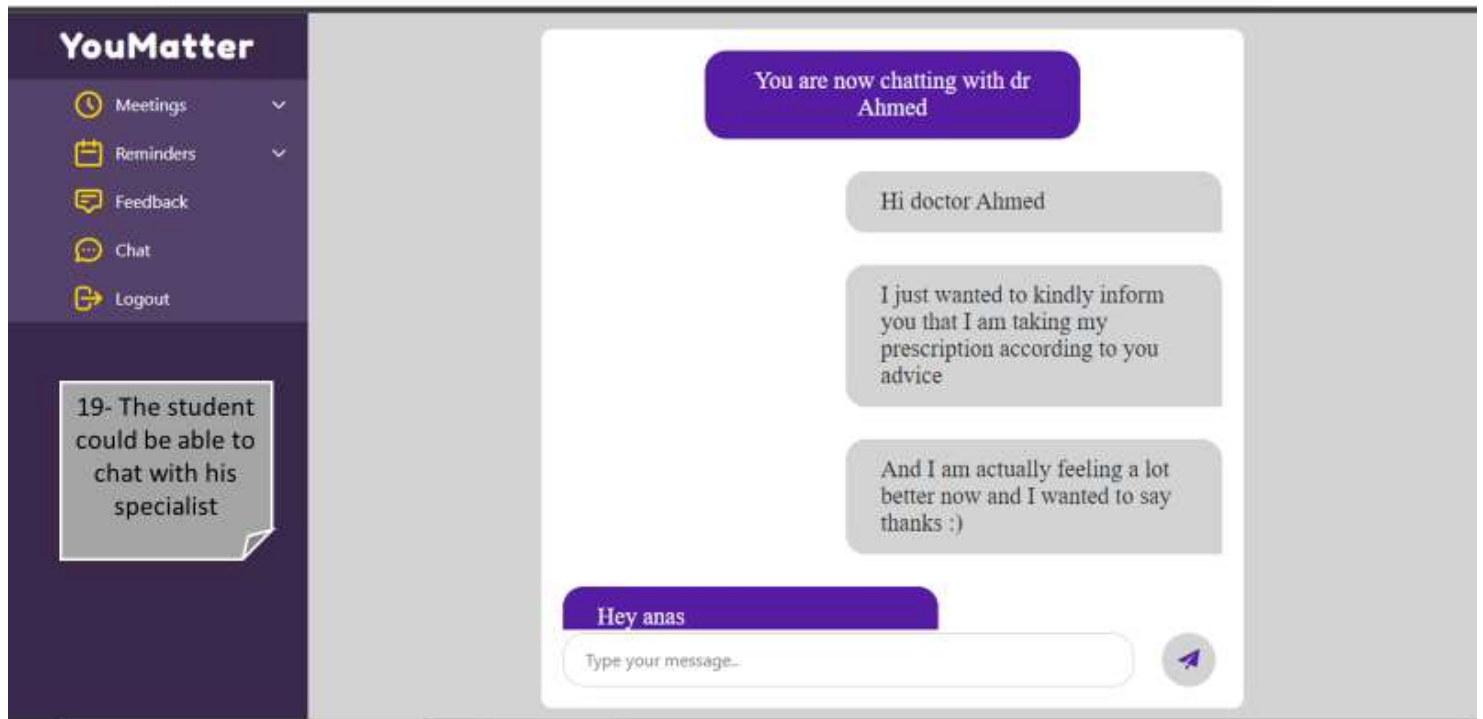 YouMatter
Meetings
Reminders
Feedback
Chat
Logout
19- The student
could be able to
chat with his
specialist
You are now chatting with dr
Ahmed
Hi doctor Ahmed
I just wanted to kindly inform
you that I am taking my
prescription according to you
advice
And I am actually feeling a lot
better now and I wanted to say
thanks :)
Hey anas
Type your message..